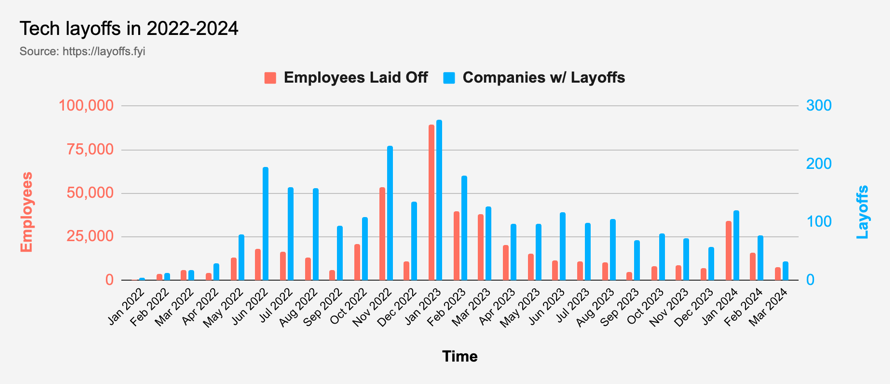 Tech layoffs in 2022-2024
Source: https://layoffs.fyi
Employees Laid Off
Companies w/ Layoffs
Employees
100,000
75,000
50,000
25,000
0
300
200
100
0
Layoffs
Jan 2022
Feb 2022
Mar 2022
Apr 2022
May 2022
Jun 2022
Jul 2022
Aug 2022
Sep 2022
Oct 2022
Nov 2022
Dec 2022
Jan 2023
Feb 2023
Mar 2023
Apr 2023
May 2023
Jun 2023
Jul 2023
Aug 2023
Sep 2023
Oct 2023
Nov 2023
Dec 2023
Jan 2024
Feb 2024
Mar 2024
Time